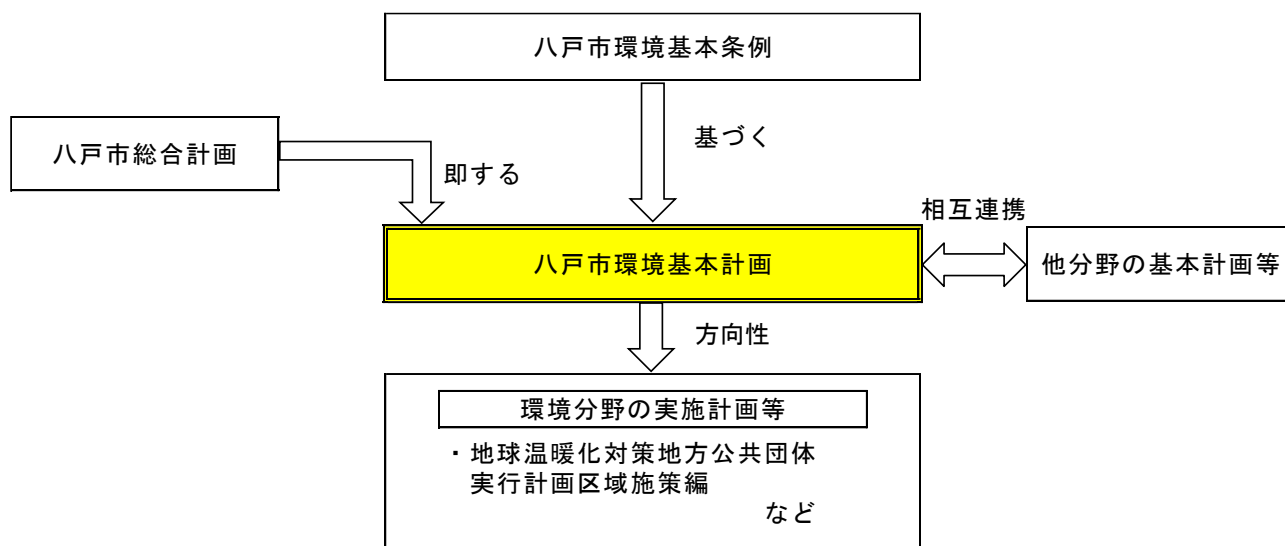 八戸市環境基本条例
八戸市総合計画
基づく
即する
相互連携
八戸市環境基本計画
他分野の基本計画等
方向性
環境分野の実施計画等
・地球温暖化対策地方公共団体
実行計画区域施策編
など